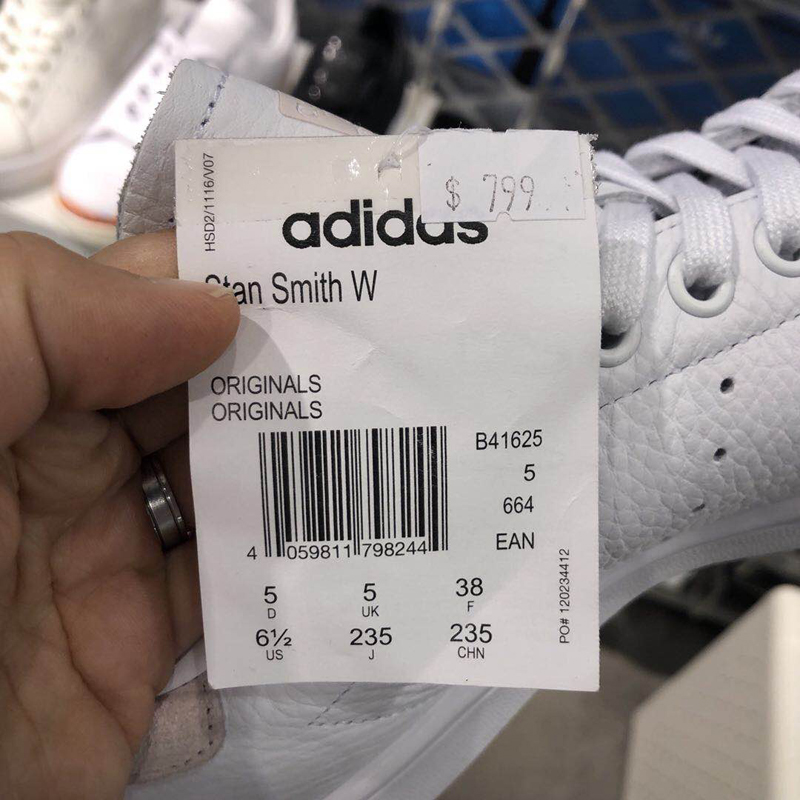 HSD2/1116/V07
$ 799
adidas
Stan Smith W
ORIGINALS
ORIGINALS
B41625
5
664
EAN
4 059811 798244
5 5 38
D UK F
6½ 235 235
US J CHN
PO# 120234412